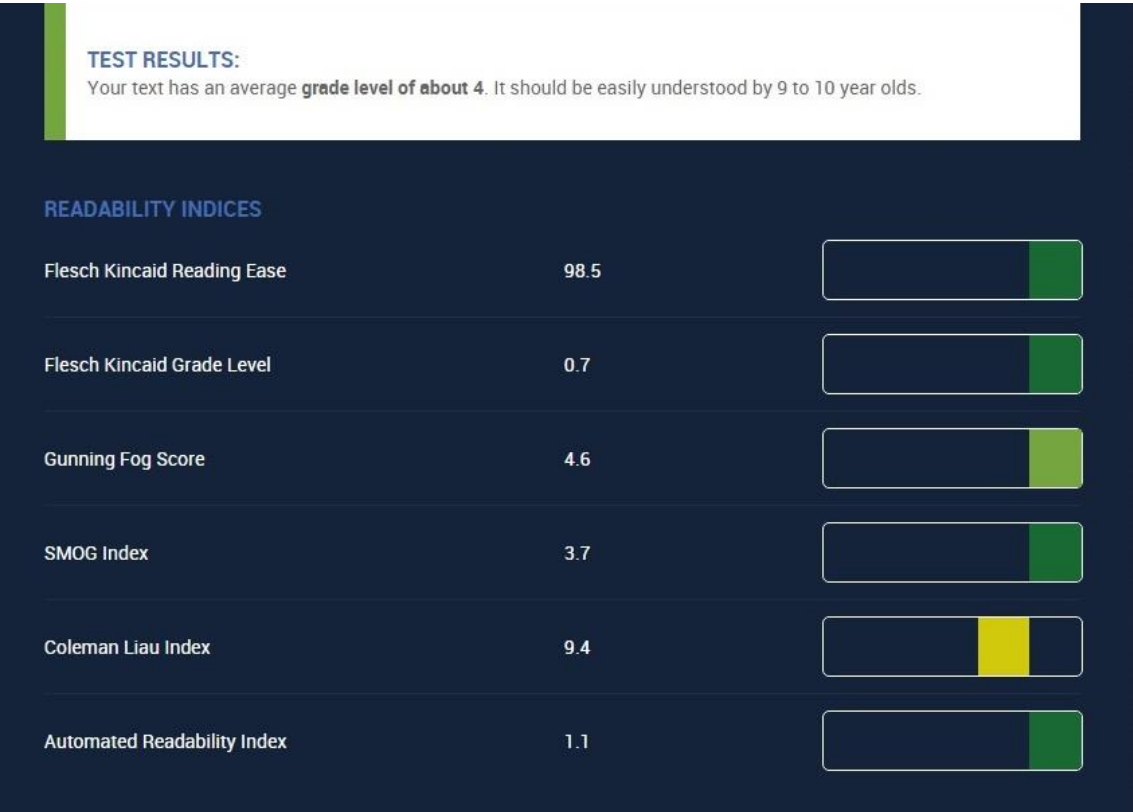 TEST RESULTS:
Your text has an average grade level of about 4. It should be easily understood by 9 to 10 year olds.
READABILITY INDICES
Flesch Kincaid Reading Ease 98.5
Flesch Kincaid Grade Level 0.7
Gunning Fog Score 4.6
SMOG Index 3.7
Coleman Liau Index 9.4
Automated Readability Index 1.1